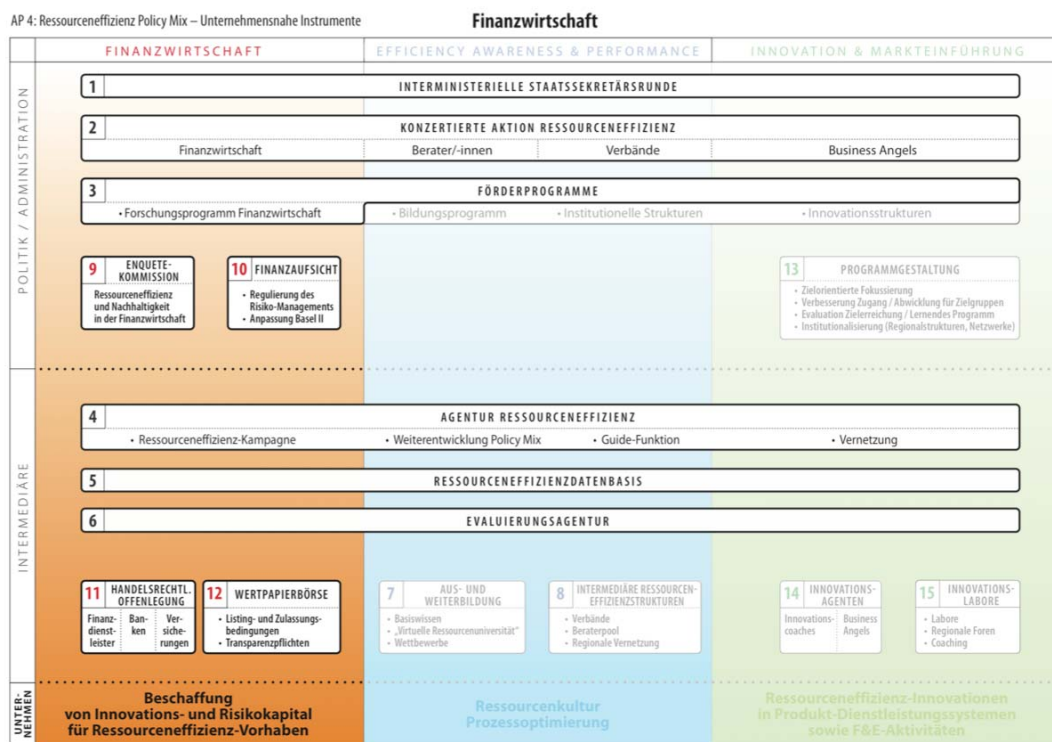 AP 4: Ressourceneffizienz Policy Mix – Unternehmensnahe Instrumente
Finanzwirtschaft
FINANZWIRTSCHAFT
EFFICIENCY AWARENESS & PERFORMANCE
INNOVATION & MARKTEINFÜHRUNG
POLITIK / ADMINISTRATION
1 INTERMINISTERIELLE STAATSSEKRETÄRSRUNDE
2 KONZERTIERTE AKTION RESSOURCENEFFIZIENZ
Finanzwirtschaft Berater/-innen Verbände Business Angels
3 FÖRDERPROGRAMME
• Forschungsprogramm Finanzwirtschaft • Bildungsprogramm • Institutionelle Strukturen • Innovationsstrukturen
9 ENQUETE-
KOMMISSION
Ressourceneffizienz
und Nachhaltigkeit
in der Finanzwirtschaft
10 FINANZAUFSICHT
• Regulierung des
Risiko-Managements
• Anpassung Basel II
13 PROGRAMMGESTALTUNG
• Zielorientierte Fokussierung
• Verbesserung Zugang / Abwicklung für Zielgruppen
• Evaluation Zielerreichung / Lernendes Programm
• Institutionalisierung (Regionalstrukturen, Netzwerke)
INTERMEDIÄRE
4 AGENTUR RESSOURCENEFFIZIENZ
• Ressourceneffizienz-Kampagne • Weiterentwicklung Policy Mix • Guide-Funktion • Vernetzung
5 RESSOURCENEFFIZIENZDATENBASIS
6 EVALUIERUNGSAGENTUR
11 HANDELSRECHTL.
OFFENLEGUNG
Finanz-
dienst-
leister
Ban-
ken
Ver-
siche-
rungen
12 WERTPAPIERBÖRSE
• Listing- und Zulassungs-
bedingungen
• Transparenzpflichten
7 AUS- UND
WEITERBILDUNG
• Basiswissen
• „Virtuelle Ressourcenuniversität“
• Wettbewerbe
8 INTERMEDIÄRE RESSOURCEN-
EFFIZIENZSTRUKTUREN
• Verbände
• Beraterpool
• Regionale Vernetzung
14 INNOVATIONS-
AGENTEN
Innovations-
coaches
Business
Angels
15 INNOVATIONS-
LABORE
• Labore
• Regionale Foren
• Coaching
UNTER-
NEHMEN
Beschaffung
von Innovations- und Risikokapital
für Ressourceneffizienz-Vorhaben
Ressourcenkultur
Prozessoptimierung
Ressourceneffizienz-Innovationen
in Produkt-Dienstleistungssystemen
sowie F&E-Aktivitäten